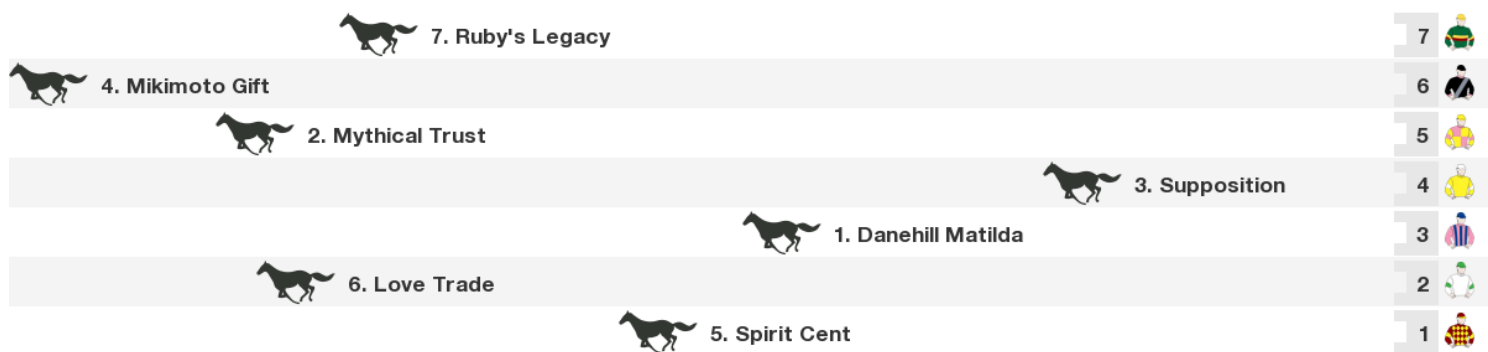 7. Ruby's Legacy 7
4. Mikimoto Gift 6
2. Mythical Trust 5
3. Supposition 4
1. Danehill Matilda 3
6. Love Trade 2
5. Spirit Cent 1